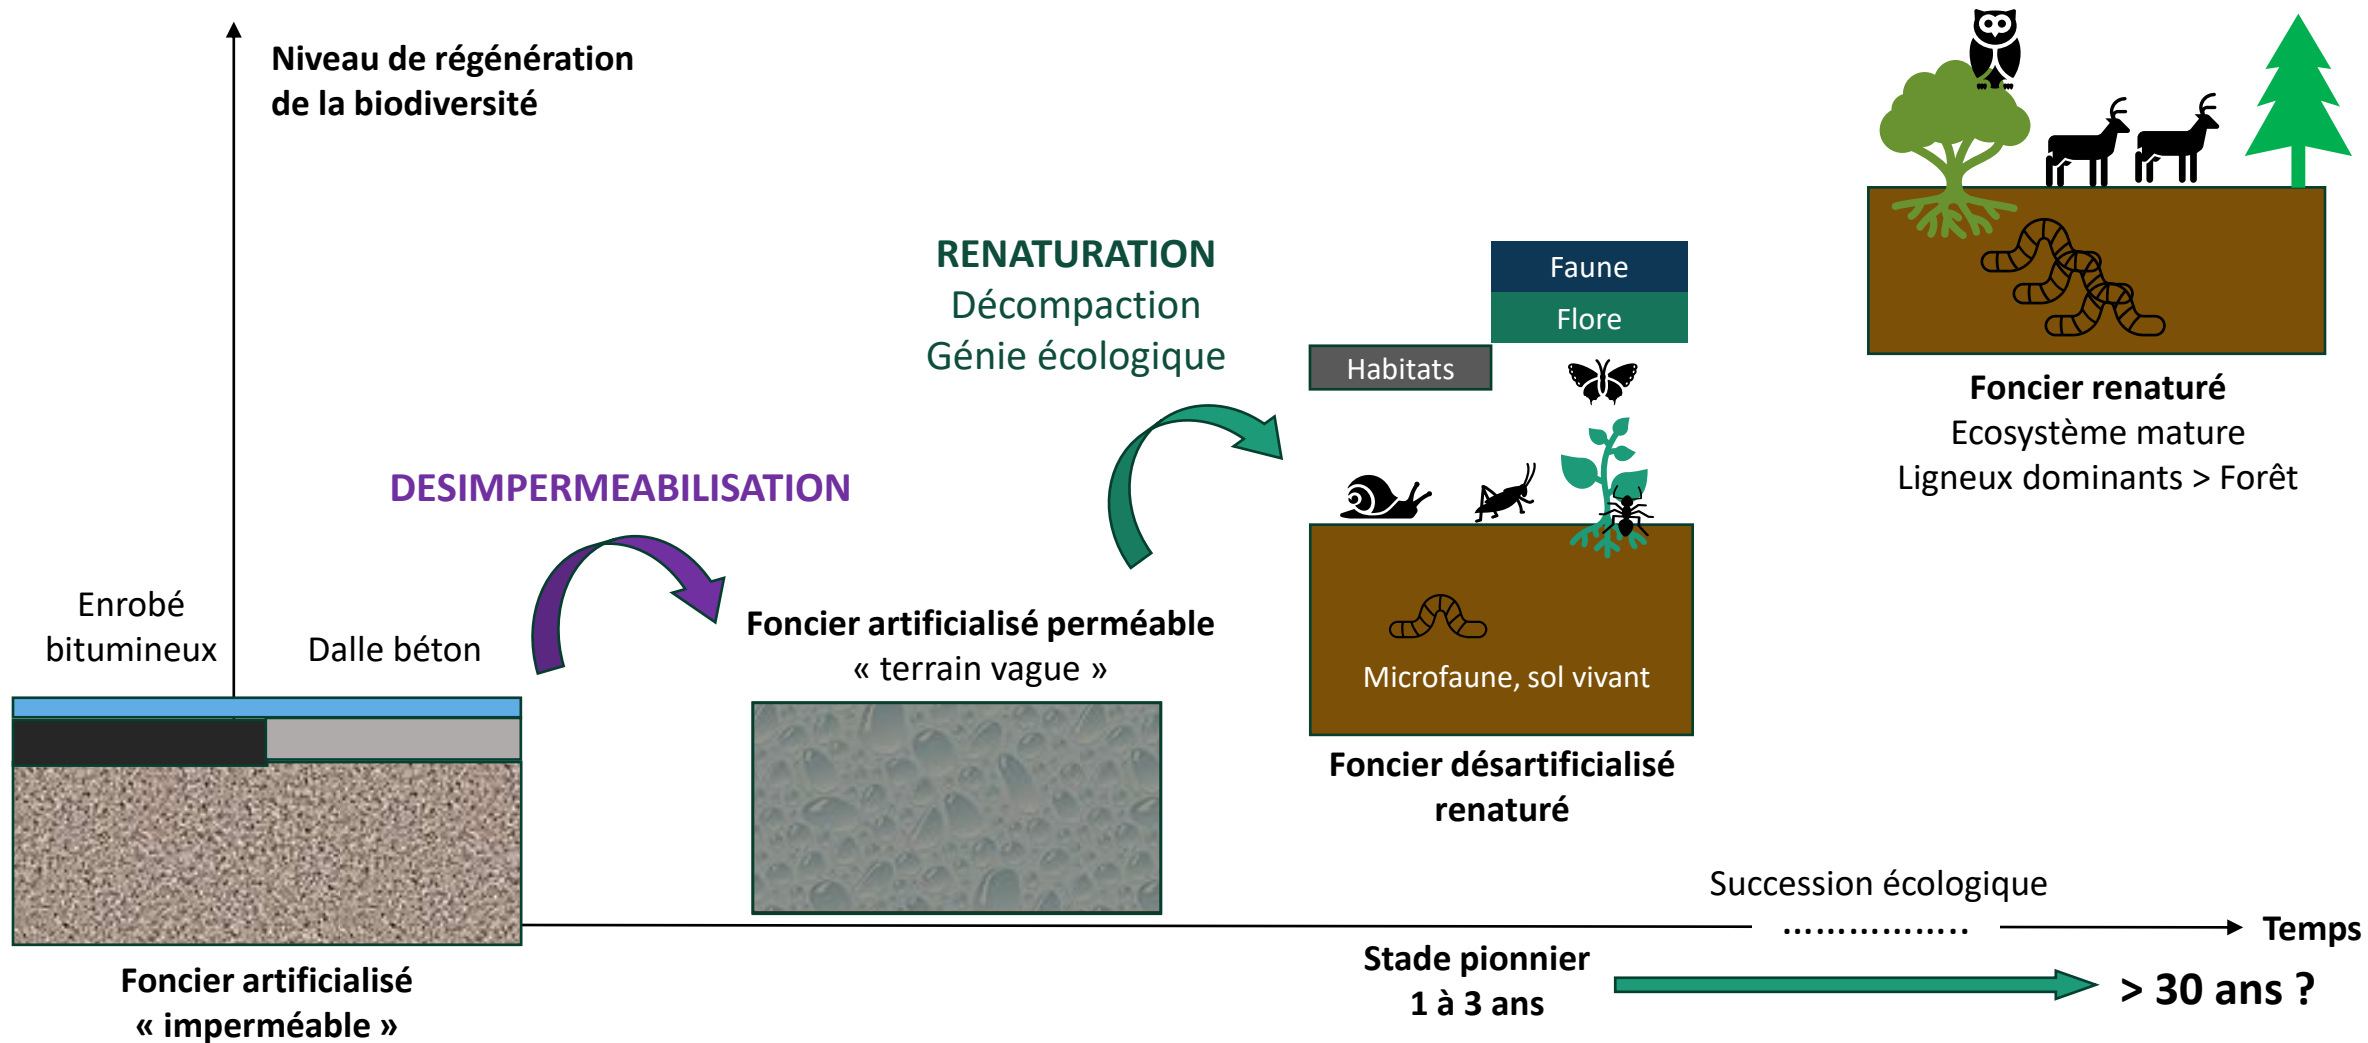 Niveau de régénération
de la biodiversité
RENATURATION
Décompaction
Génie écologique
Faune
Flore
Habitats
Foncier renaturé
Ecosystème mature
Ligneux dominants > Forêt
DESIMPERMEABILISATION
Enrobé
bitumineux
Dalle béton
Foncier artificialisé perméable
« terrain vague »
Microfaune, sol vivant
Foncier désartificialisé
renaturé
Succession écologique
................
Temps
Foncier artificialisé
« imperméable »
Stade pionnier
1 à 3 ans
> 30 ans ?